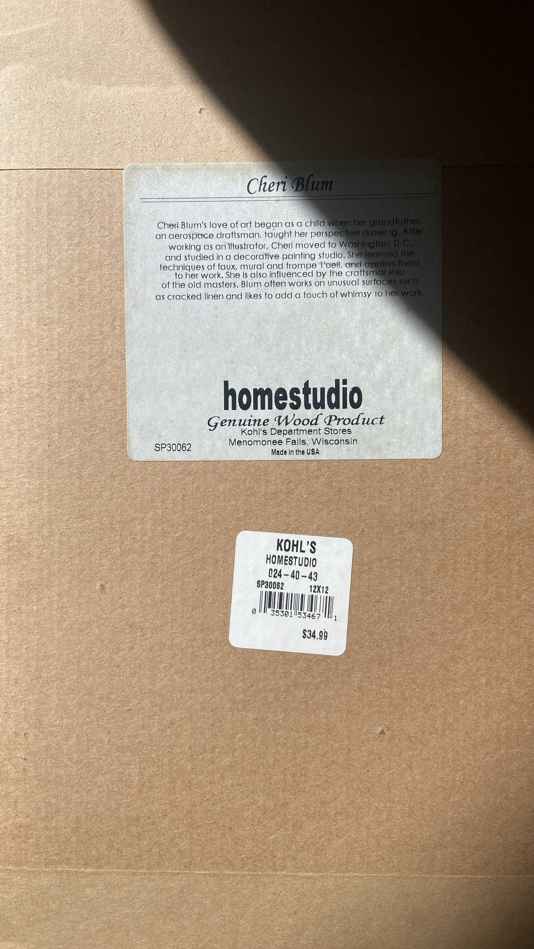 Cheri Blum
Cheri Blum's love of art began as a child when her grandfather,
an aerospace draftsman, taught her perspective drawing. After
working as an illustrator, Cheri moved to Washington D.C.,
and studied in a decorative painting studio. She learned the
techniques of faux, mural and trompe l'oeil, and applies them
to her work. She is also influenced by the craftsmanship
of the old masters. Blum often works on unusual surfaces such
as cracked linen and likes to add a touch of whimsy to her work.
homestudio
Genuine Wood Product
Kohl's Department Stores
Menomonee Falls, Wisconsin
SP30062 Made in the USA
KOHL'S
HOMESTUDIO
024-40-43
SP30062 12X12
0 35301 53467 1
$34.99